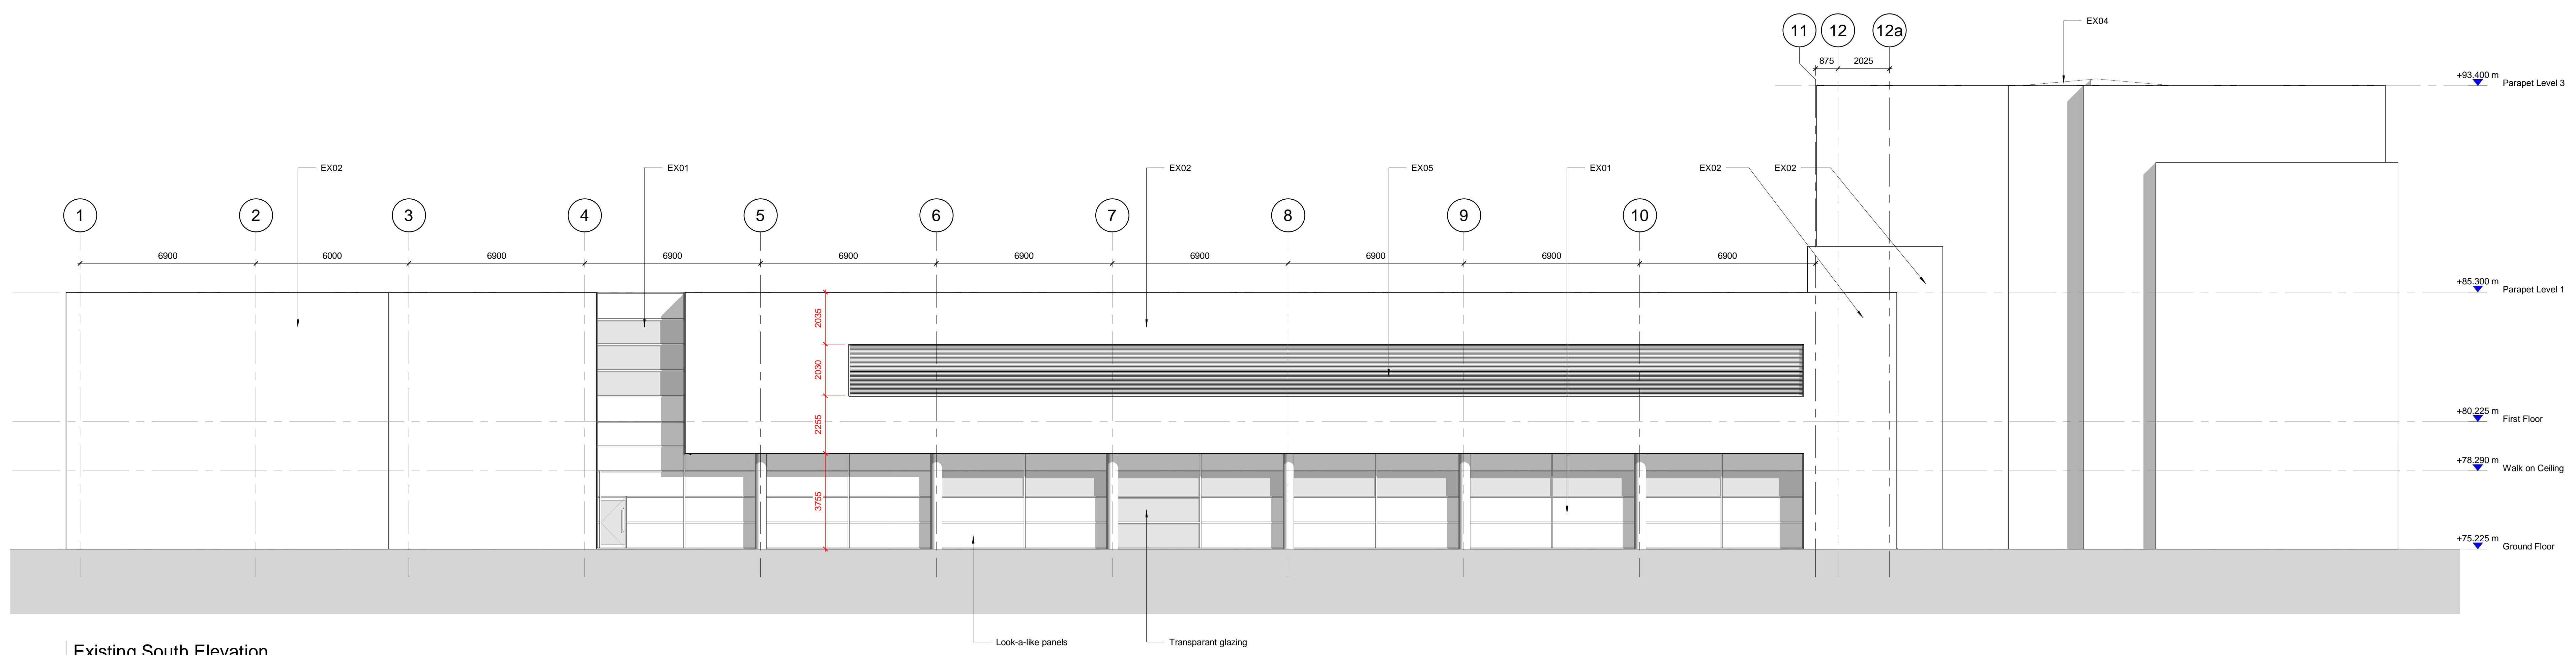 EX04
11 12 12a
875 2025
+93.400 m
Parapet Level 3
EX02 EX01 EX02 EX05 EX01 EX02 EX02
1 2 3 4 5 6 7 8 9 10
6900 6000 6900 6900 6900 6900 6900 6900 6900 6900
+85.300 m
Parapet Level 1
2035
2030
2255
3755
+80.225 m
First Floor
+78.290 m
Walk on Ceiling
+75.225 m
Ground Floor
Look-a-like panels
Transparant glazing
Existing South Elevation